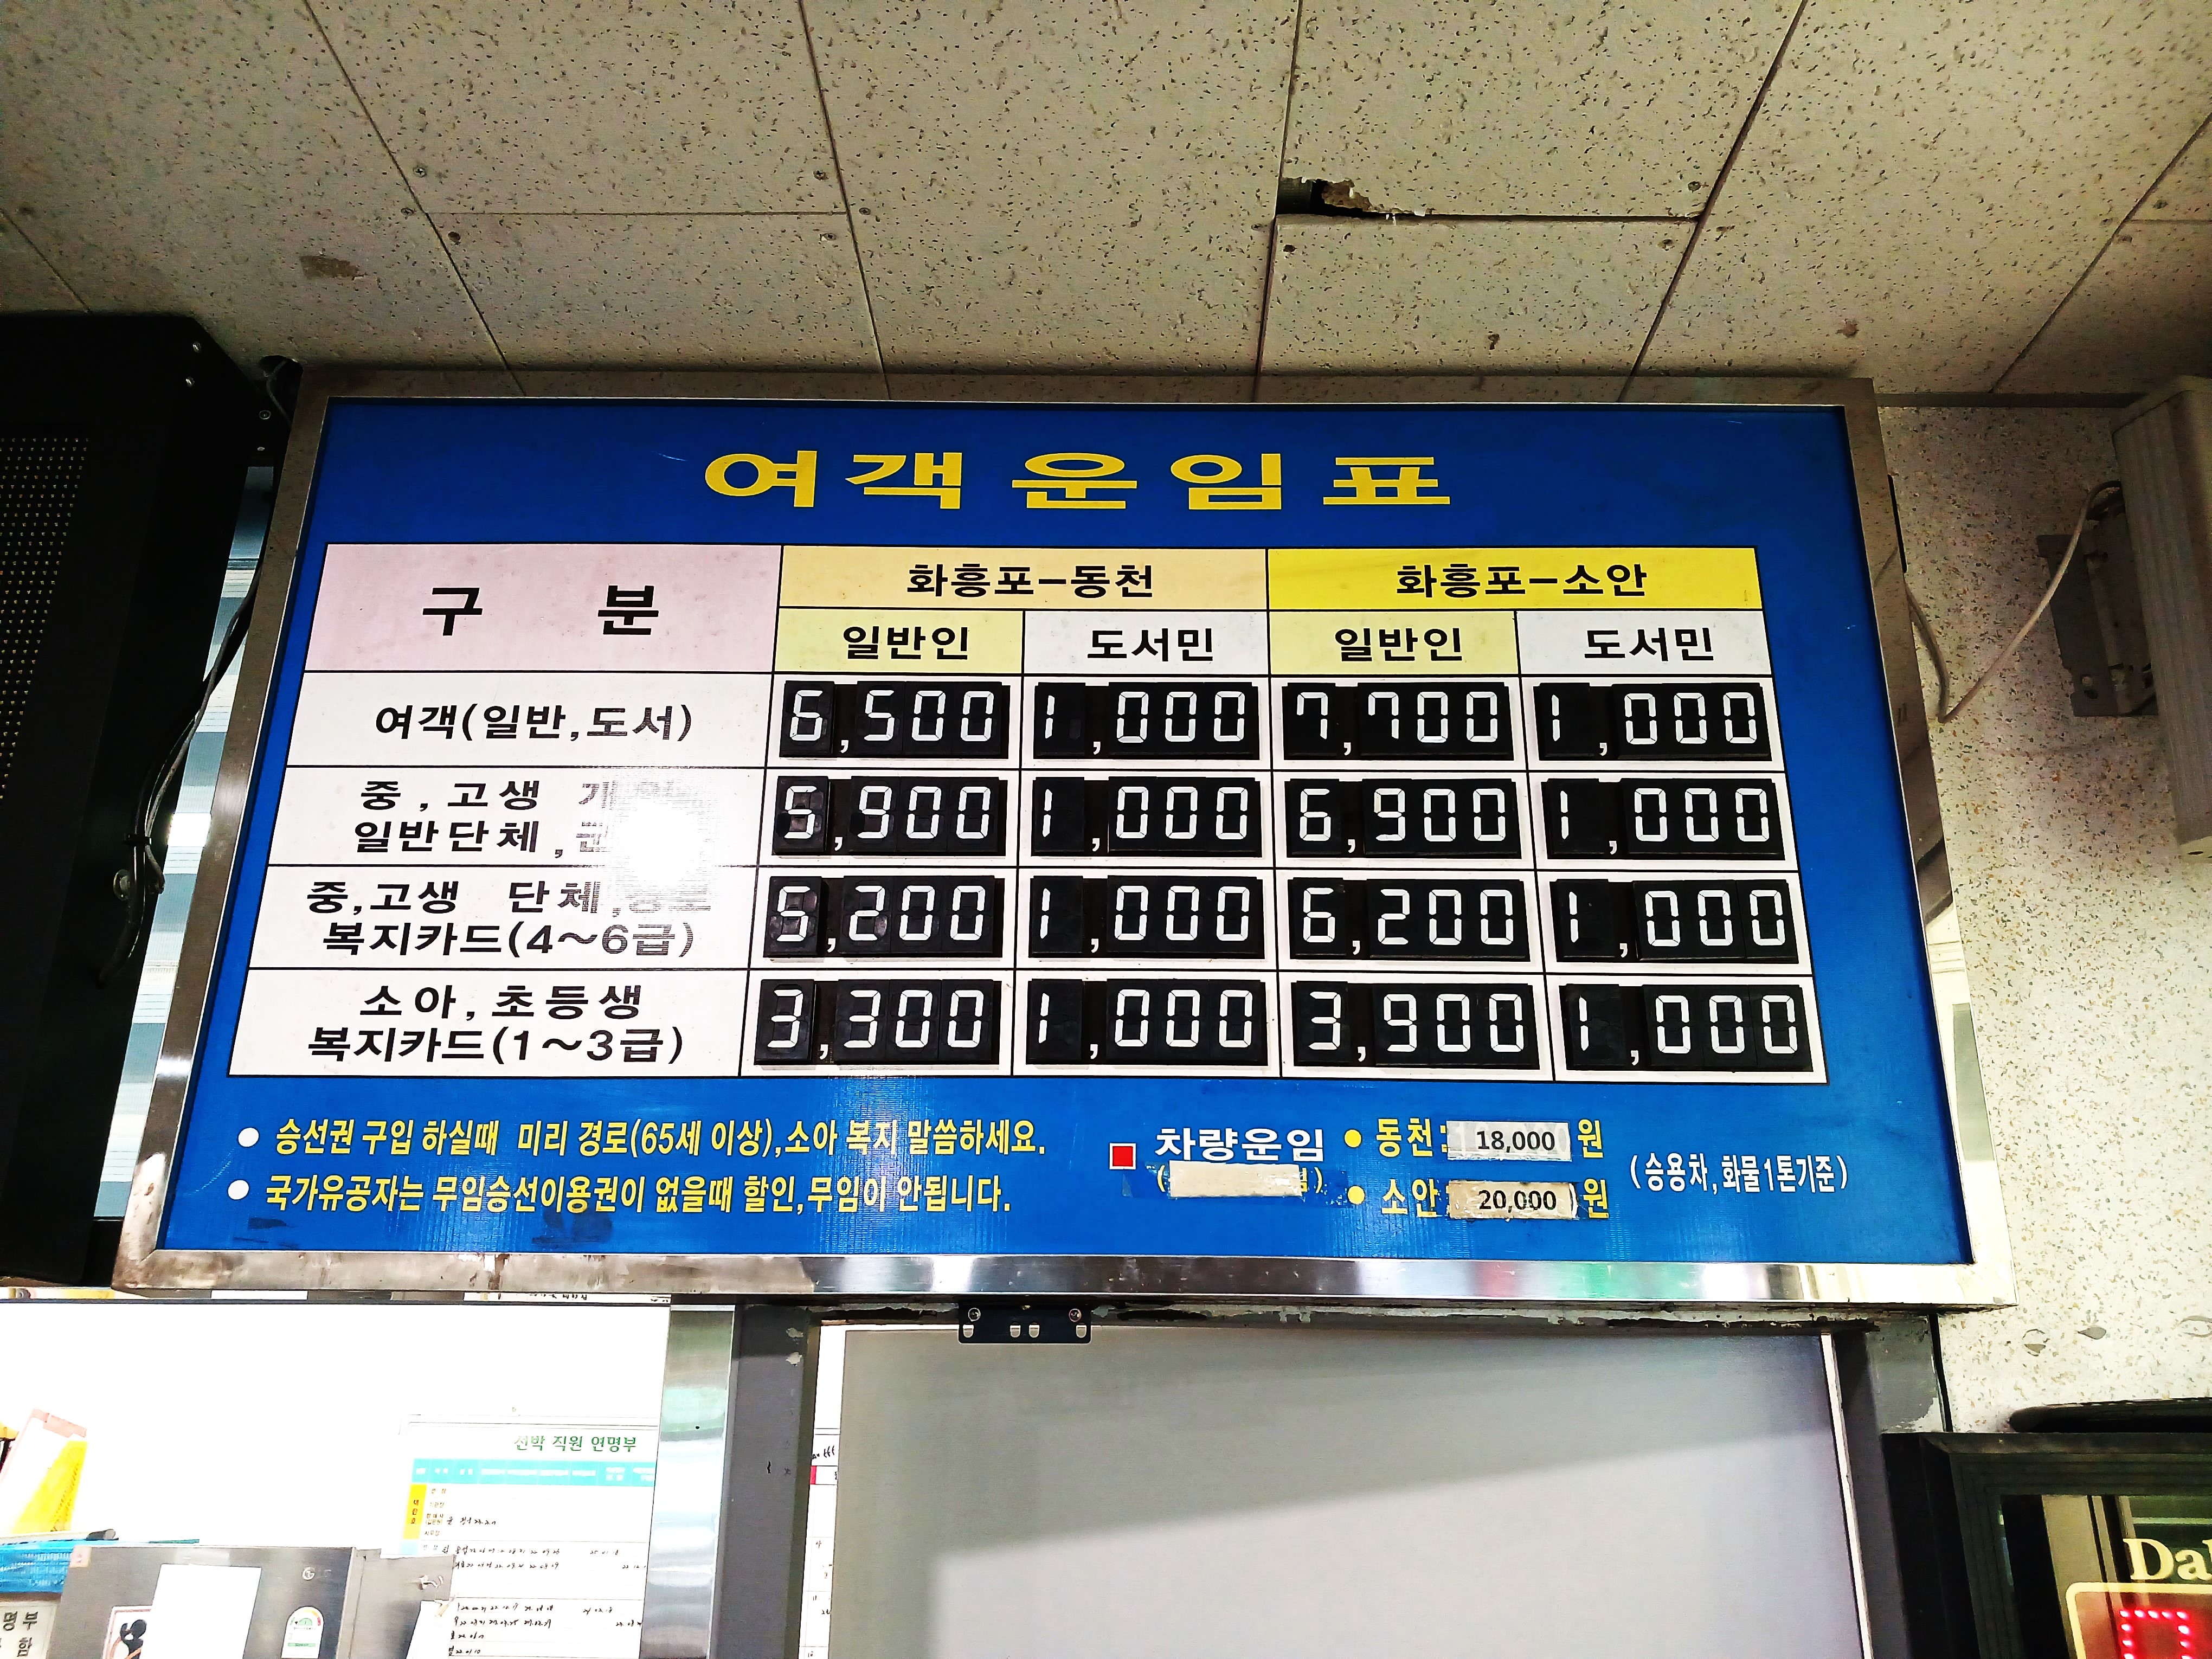 여객운임표
구 분
화흥포-동천
화흥포-소안
일반인
도서민
일반인
도서민
여객(일반,도서)
6,500
1,000
7,700
1,000
중,고생
일반단체,
5,900
1,000
6,900
1,000
중,고생 단체,
복지카드(4~6급)
5,200
1,000
6,200
1,000
소아,초등생
복지카드(1~3급)
3,300
1,000
3,900
1,000
● 승선권 구입 하실때 미리 경로(65세 이상),소아 복지 말씀하세요.
● 국가유공자는 무임승선이용권이 없을때 할인,무임이 안됩니다.
차량운임
● 동천: 18,000 원
● 소안 20,000 원
(승용차,화물1톤기준)
선박 직원 연명부
명부
함
Da